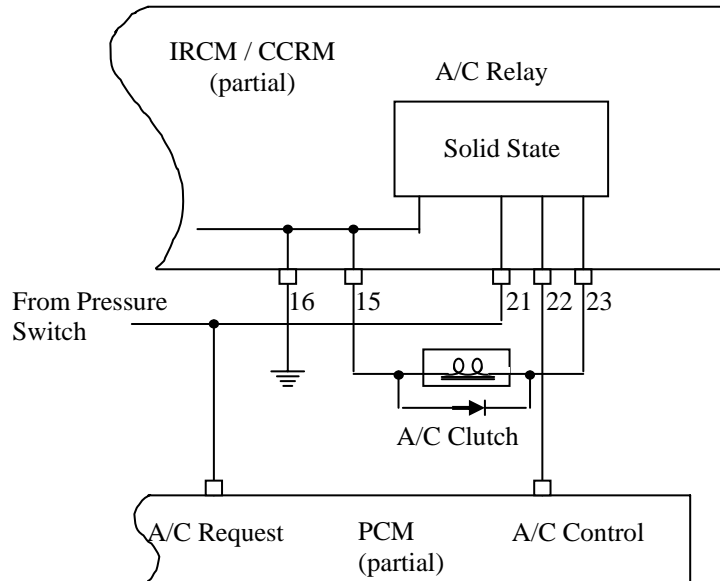 IRCM / CCRM
(partial)
A/C Relay
Solid State
From Pressure
Switch
16
15
21
22
23
A/C Clutch
A/C Request
PCM
(partial)
A/C Control